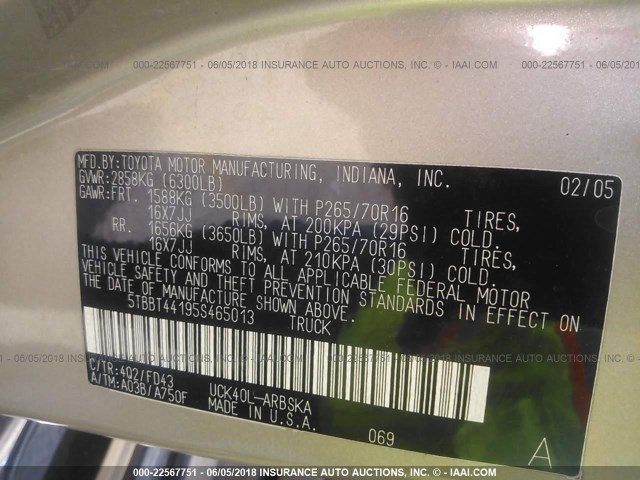 000-22567751 - 06/05/2018 INSURANCE AUTO AUCTIONS, INC. © - IAAI.COM
MFD.BY:TOYOTA MOTOR MANUFACTURING, INDIANA, INC. 02/05
GVWR:2858KG (6300LB)
GAWR:FRT. 1588KG (3500LB) WITH P265/70R16 TIRES,
16X7JJ RIMS, AT 200KPA (29PSI) COLD.
RR. 1656KG (3650LB) WITH P265/70R16 TIRES,
16X7JJ RIMS, AT 210KPA (30PSI) COLD.
THIS VEHICLE CONFORMS TO ALL APPLICABLE FEDERAL MOTOR
VEHICLE SAFETY AND THEFT PREVENTION STANDARDS IN EFFECT ON
THE DATE OF MANUFACTURE SHOWN ABOVE.
5TBBT44195S465013 TRUCK
C/TR:4Q2/FD43 UCK40L-ARBSKA
A/TM:A03B/A750F MADE IN U.S.A.
069 A
000-22567751 - 06/05/2018 INSURANCE AUTO AUCTIONS, INC. © - IAAI.COM
000-22567751 - 06/05/2018 INSURANCE AUTO AUCTIONS, INC. © - IAAI.COM